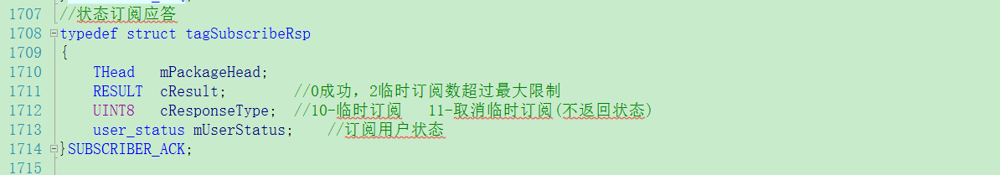 1707 //状态订阅应答
1708 typedef struct tagSubscribeRsp
1709 {
1710 THead mPackageHead;
1711 RESULT cResult; //0成功，2临时订阅数超过最大限制
1712 UINT8 cResponseType; //10-临时订阅 11-取消临时订阅(不返回状态)
1713 user_status mUserStatus; //订阅用户状态
1714 }SUBSCRIBER_ACK;
1715